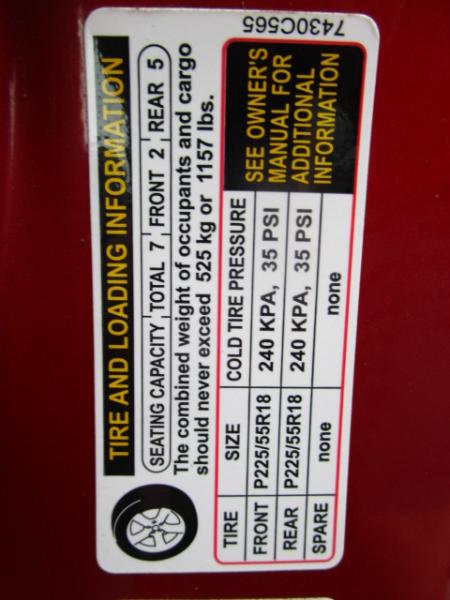 TIRE AND LOADING INFORMATION
SEATING CAPACITY TOTAL 7 FRONT 2 REAR 5
The combined weight of occupants and cargo
should never exceed 525 kg or 1157 lbs.
TIRE SIZE COLD TIRE PRESSURE
FRONT P225/55R18 240 KPA, 35 PSI
REAR P225/55R18 240 KPA, 35 PSI
SPARE none none
SEE OWNER'S
MANUAL FOR
ADDITIONAL
INFORMATION
7430C565